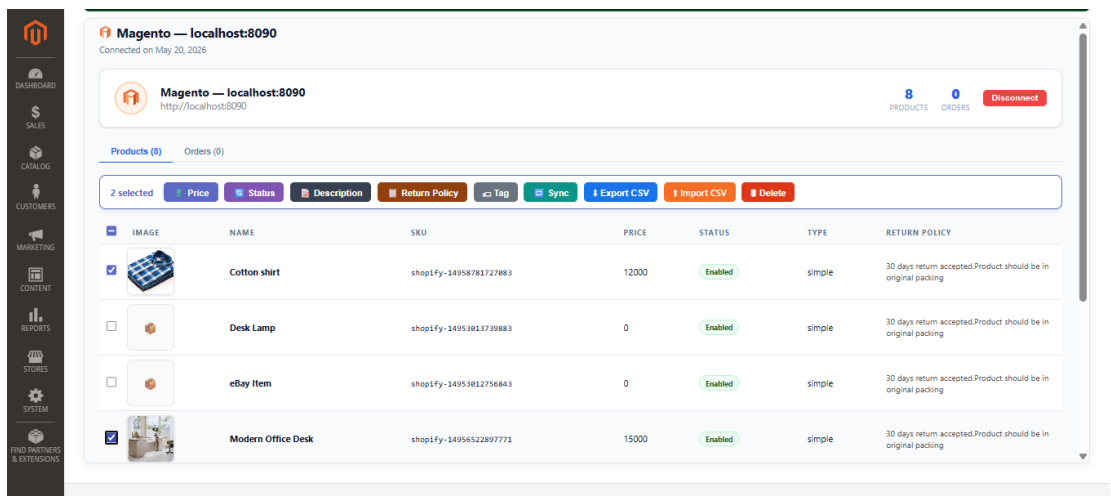 Magento — localhost:8090
Connected on May 20, 2026
Magento — localhost:8090
http://localhost:8090
8 PRODUCTS
0 ORDERS
Disconnect
DASHBOARD
SALES
CATALOG
CUSTOMERS
MARKETING
CONTENT
REPORTS
STORES
SYSTEM
FIND PARTNERS
& EXTENSIONS
Products (8) Orders (0)
2 selected Price Status Description Return Policy Tag Sync Export CSV Import CSV Delete
IMAGE NAME SKU PRICE STATUS TYPE RETURN POLICY
Cotton shirt shopify-14958781727083 12000 Enabled simple 30 days return accepted.Product should be in
original packing
Desk Lamp shopify-14953013739883 0 Enabled simple 30 days return accepted.Product should be in
original packing
eBay Item shopify-14953012756843 0 Enabled simple 30 days return accepted.Product should be in
original packing
Modern Office Desk shopify-14956522897771 15000 Enabled simple 30 days return accepted.Product should be in
original packing